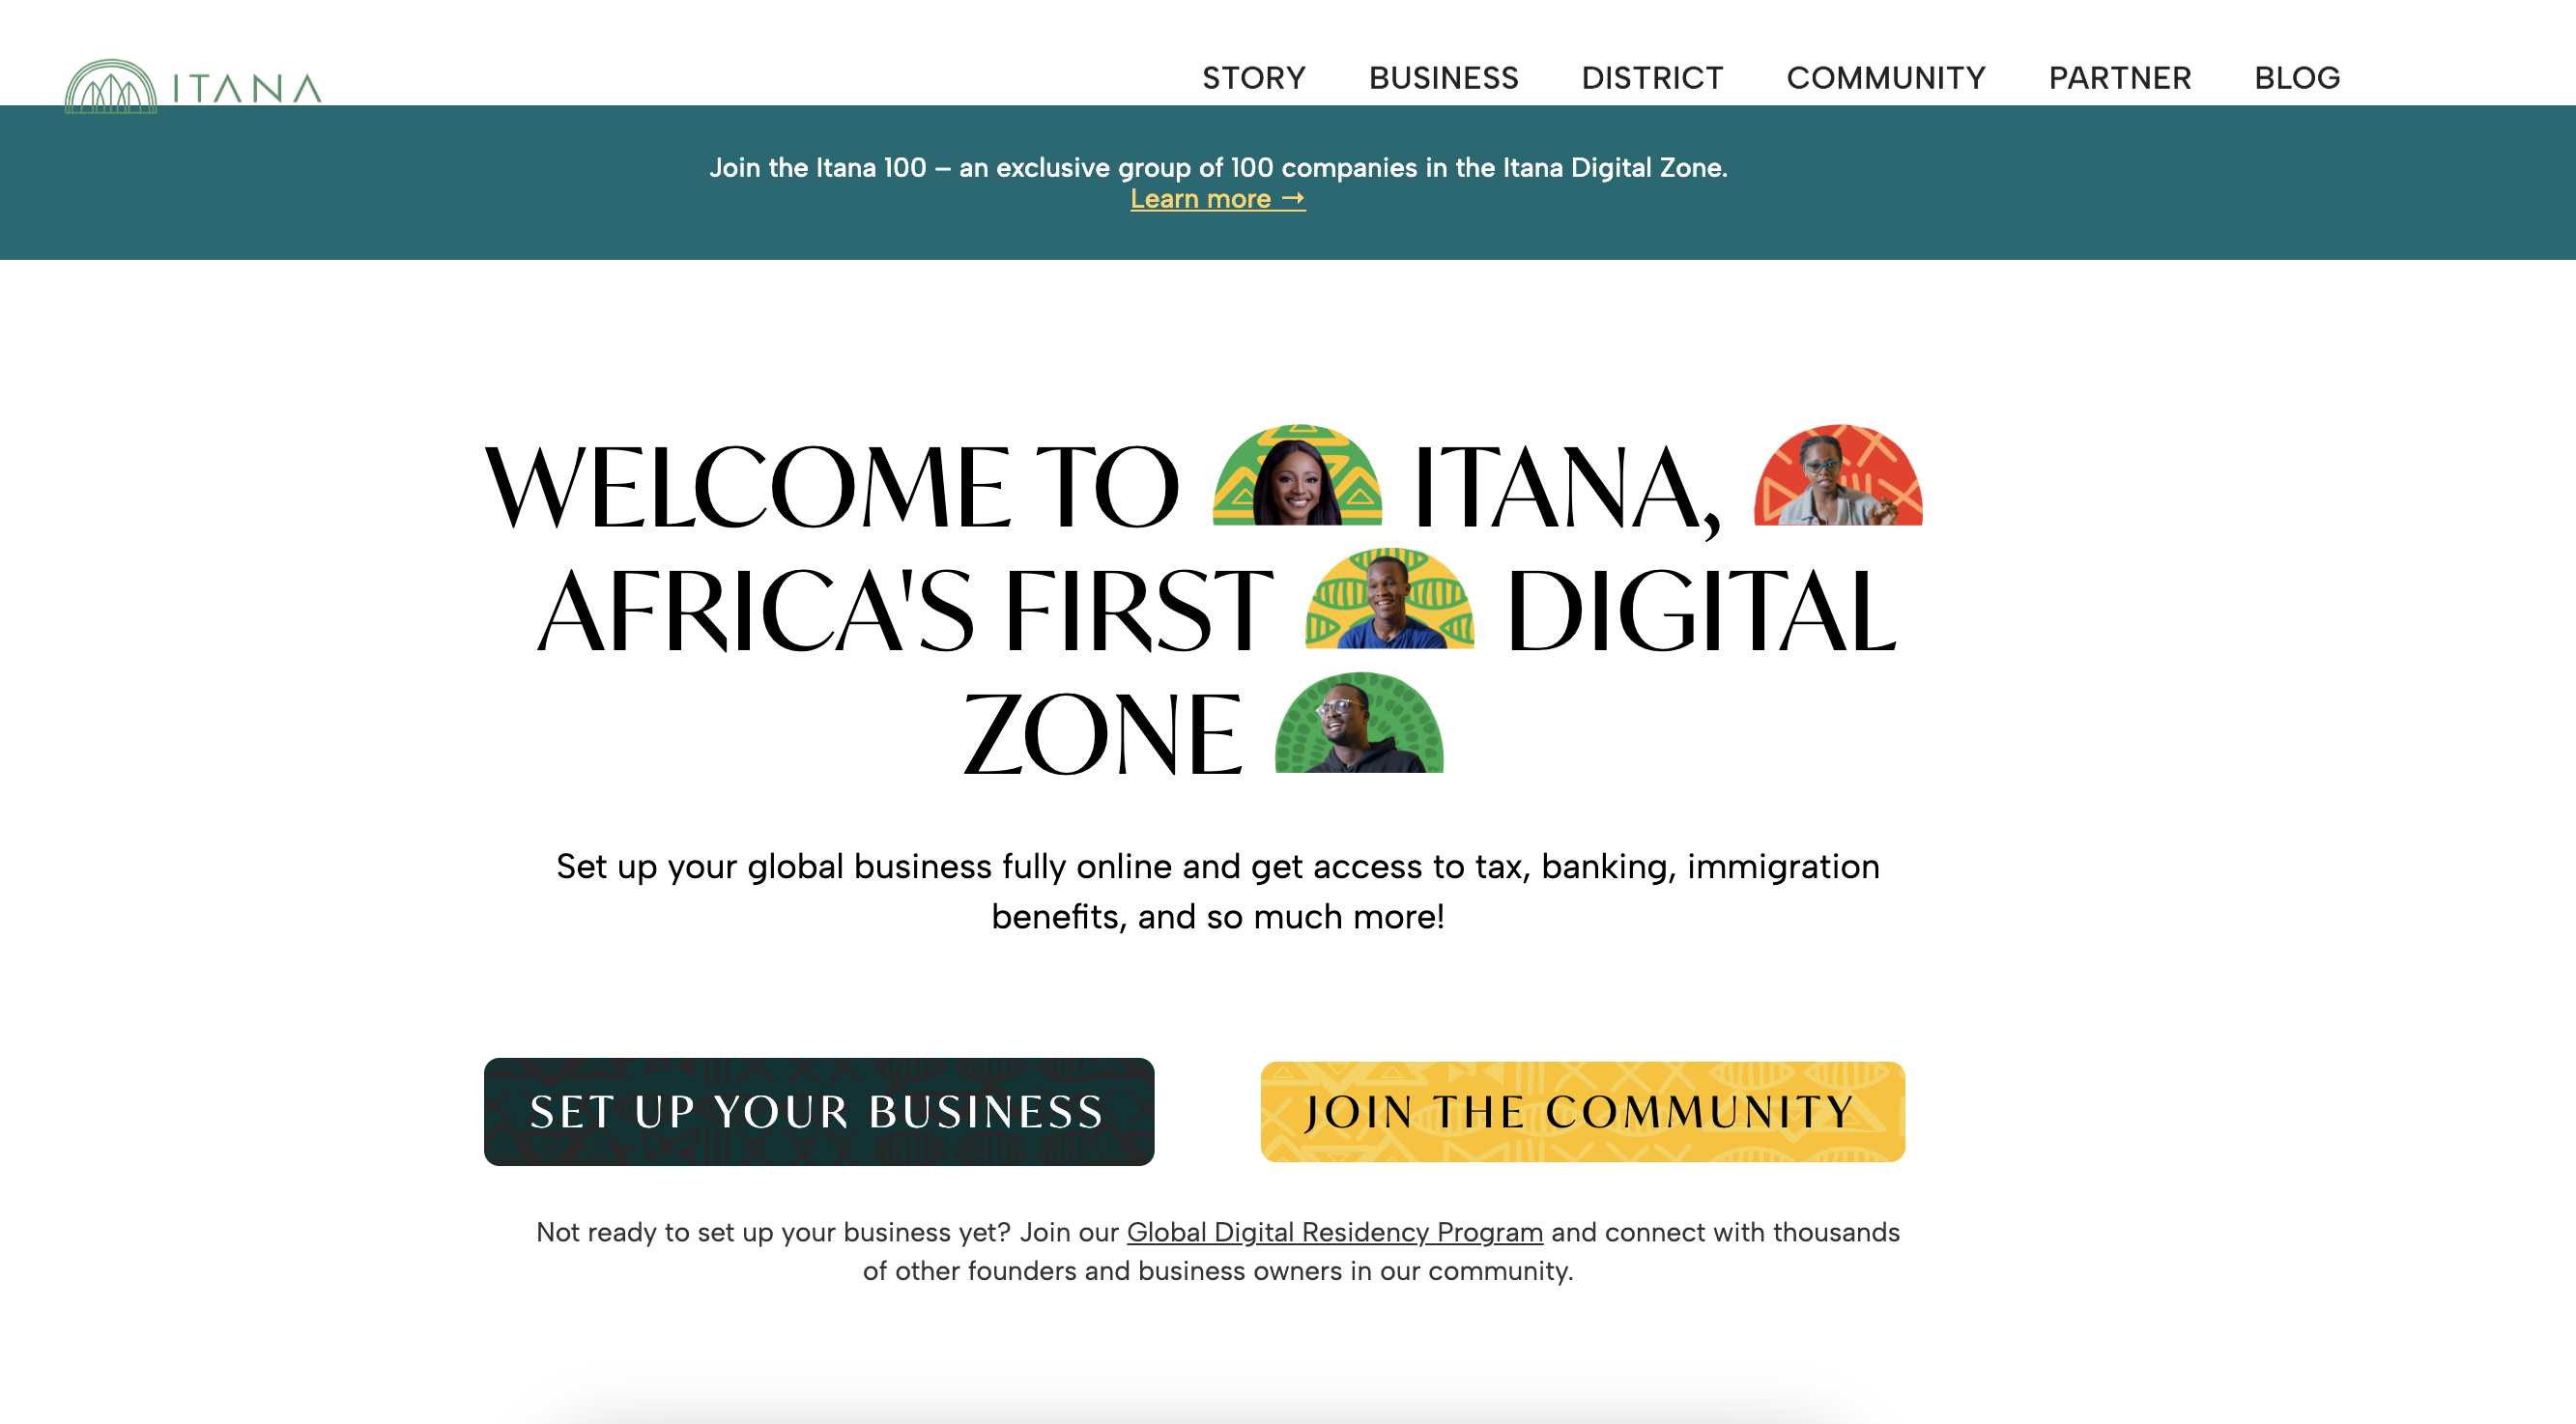 ITANA
STORY BUSINESS DISTRICT COMMUNITY PARTNER BLOG
Join the Itana 100 – an exclusive group of 100 companies in the Itana Digital Zone.
Learn more →
WELCOME TO ITANA,
AFRICA'S FIRST DIGITAL
ZONE
Set up your global business fully online and get access to tax, banking, immigration
benefits, and so much more!
SET UP YOUR BUSINESS
JOIN THE COMMUNITY
Not ready to set up your business yet? Join our Global Digital Residency Program and connect with thousands
of other founders and business owners in our community.